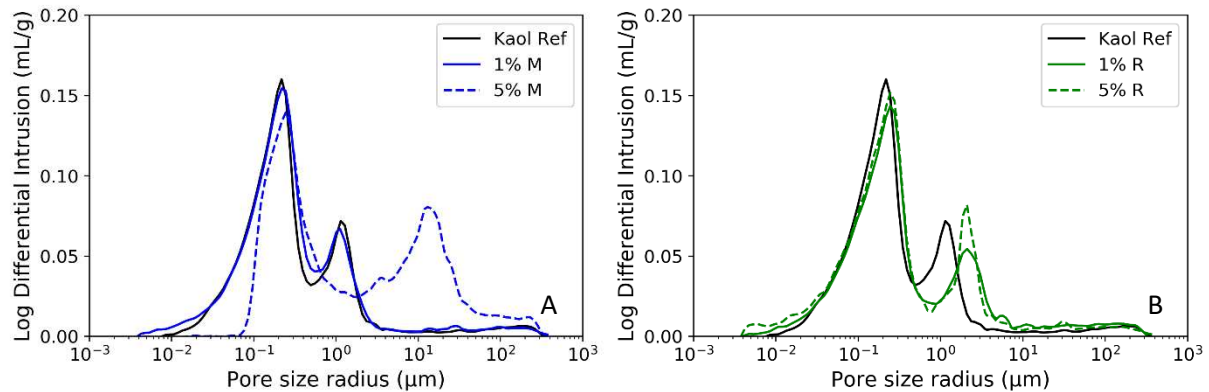 0.20
0.15
0.10
0.05
0.00
Log Differential Intrusion (mL/g)
Kaol Ref
1% M
5% M
A
10⁻³ 10⁻² 10⁻¹ 10⁰ 10¹ 10² 10³
Pore size radius (µm)
0.20
0.15
0.10
0.05
0.00
Log Differential Intrusion (mL/g)
Kaol Ref
1% R
5% R
B
10⁻³ 10⁻² 10⁻¹ 10⁰ 10¹ 10² 10³
Pore size radius (µm)